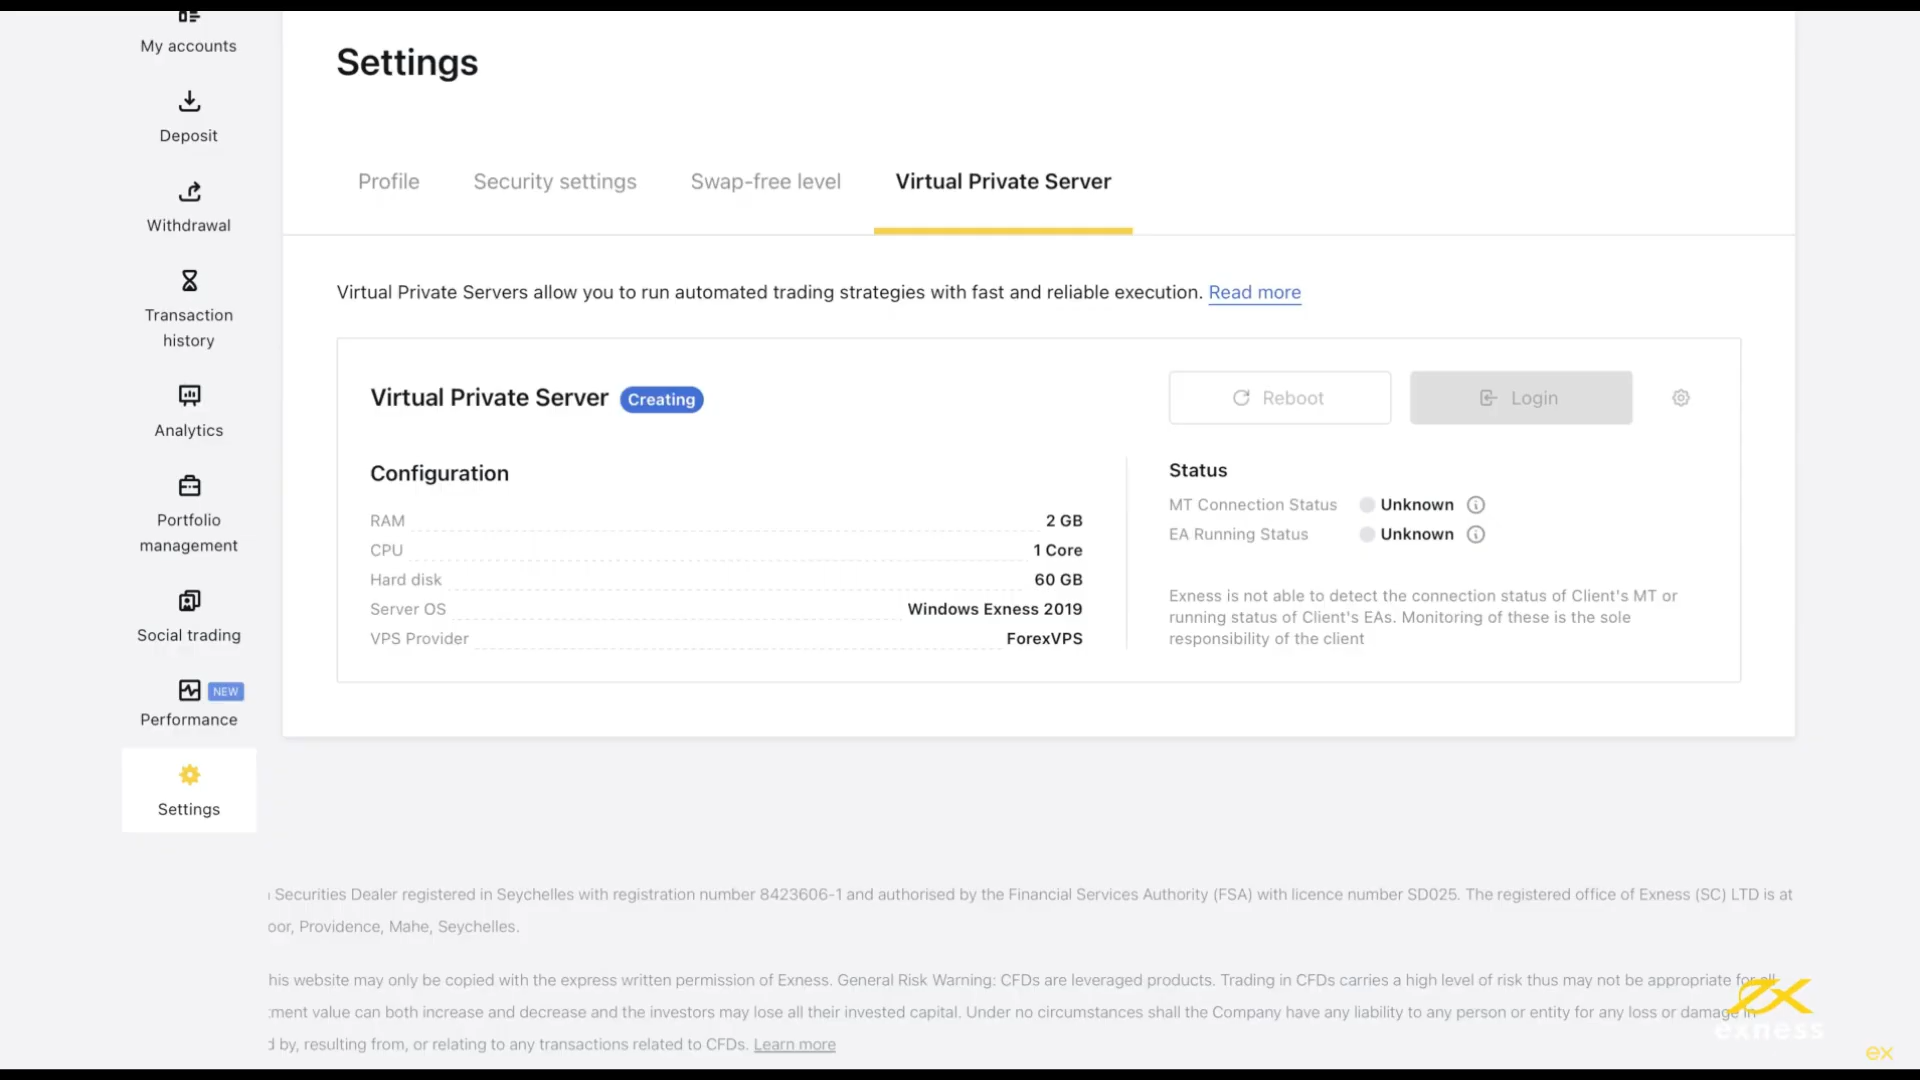 My accounts
Settings
Deposit
Profile
Security settings
Swap-free level
Virtual Private Server
Withdrawal
Virtual Private Servers allow you to run automated trading strategies with fast and reliable execution. Read more
Transaction
history
Virtual Private Server
Creating
Reboot
Login
Analytics
Configuration
Status
RAM 2 GB
MT Connection Status Unknown
CPU 1 Core
EA Running Status Unknown
Portfolio
management
Hard disk 60 GB
Exness is not able to detect the connection status of Client's MT or
running status of Client's EAs. Monitoring of these is the sole
responsibility of the client
Server OS Windows Exness 2019
VPS Provider ForexVPS
Social trading
NEW
Performance
Settings
Securities Dealer registered in Seychelles with registration number 8423606-1 and authorised by the Financial Services Authority (FSA) with licence number SD025. The registered office of Exness (SC) LTD is at
oor, Providence, Mahe, Seychelles.
his website may only be copied with the express written permission of Exness. General Risk Warning: CFDs are leveraged products. Trading in CFDs carries a high level of risk thus may not be appropriate for all
tment value can both increase and decrease and the investors may lose all their invested capital. Under no circumstances shall the Company have any liability to any person or entity for any loss or damage in
d by, resulting from, or relating to any transactions related to CFDs. Learn more
ex
exness
ex